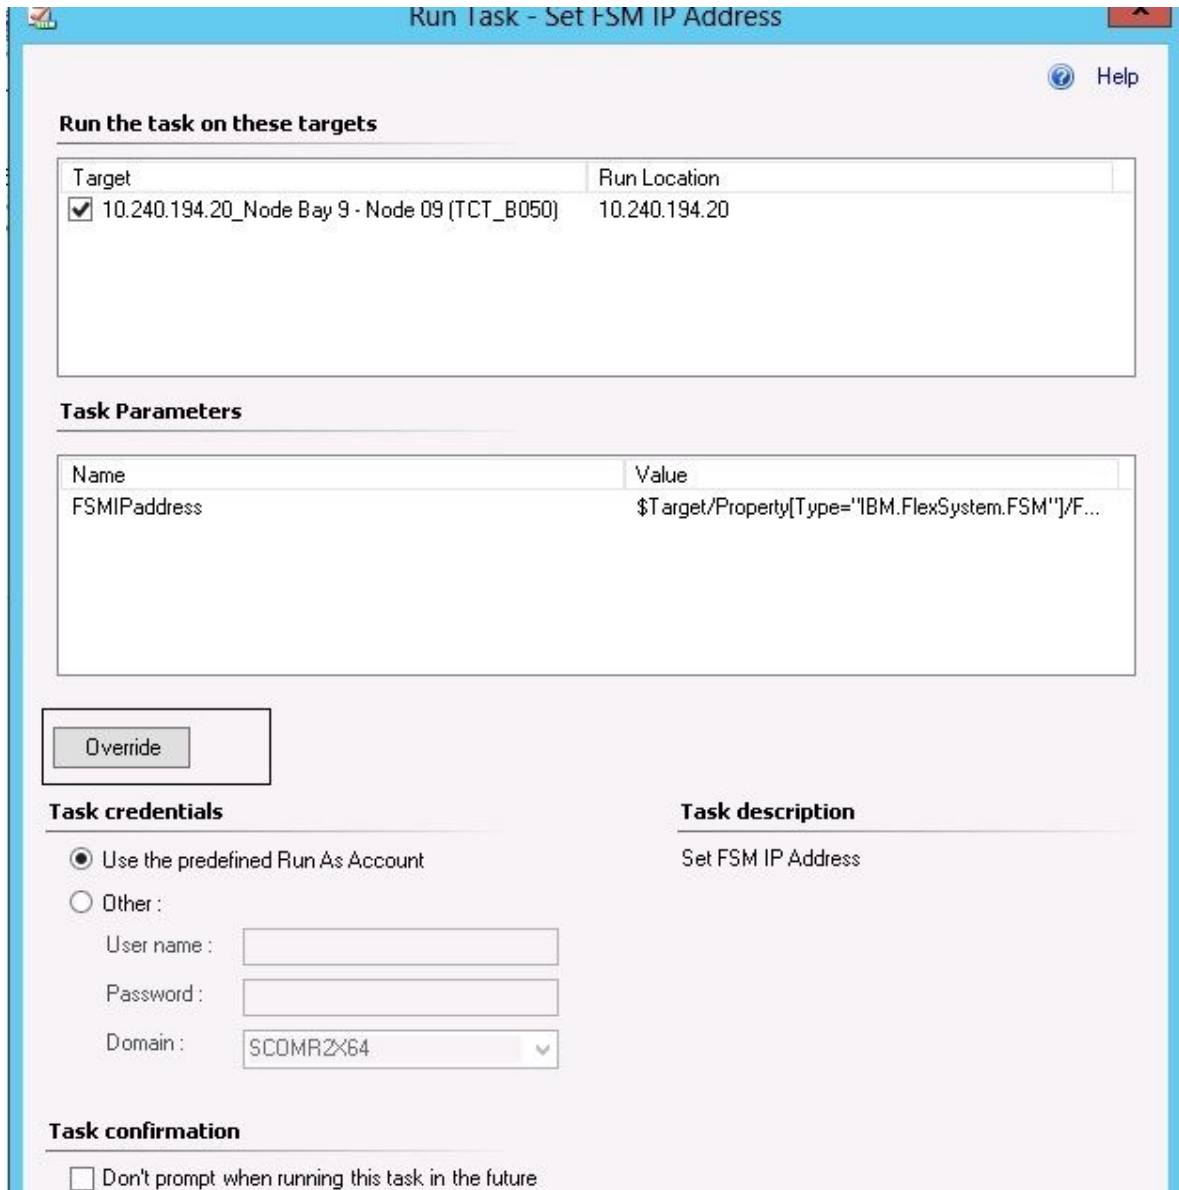 Run Task - Set FSM IP Address
Help
Run the task on these targets
Target Run Location
10.240.194.20_Node Bay 9 - Node 09 (TCT_B050) 10.240.194.20
Task Parameters
Name Value
FSMIPaddress $Target/Property[Type="IBM.FlexSystem.FSM"]/F...
Override
Task credentials Task description
Use the predefined Run As Account Set FSM IP Address
Other :
User name :
Password :
Domain : SCOMR2X64
Task confirmation
Don't prompt when running this task in the future